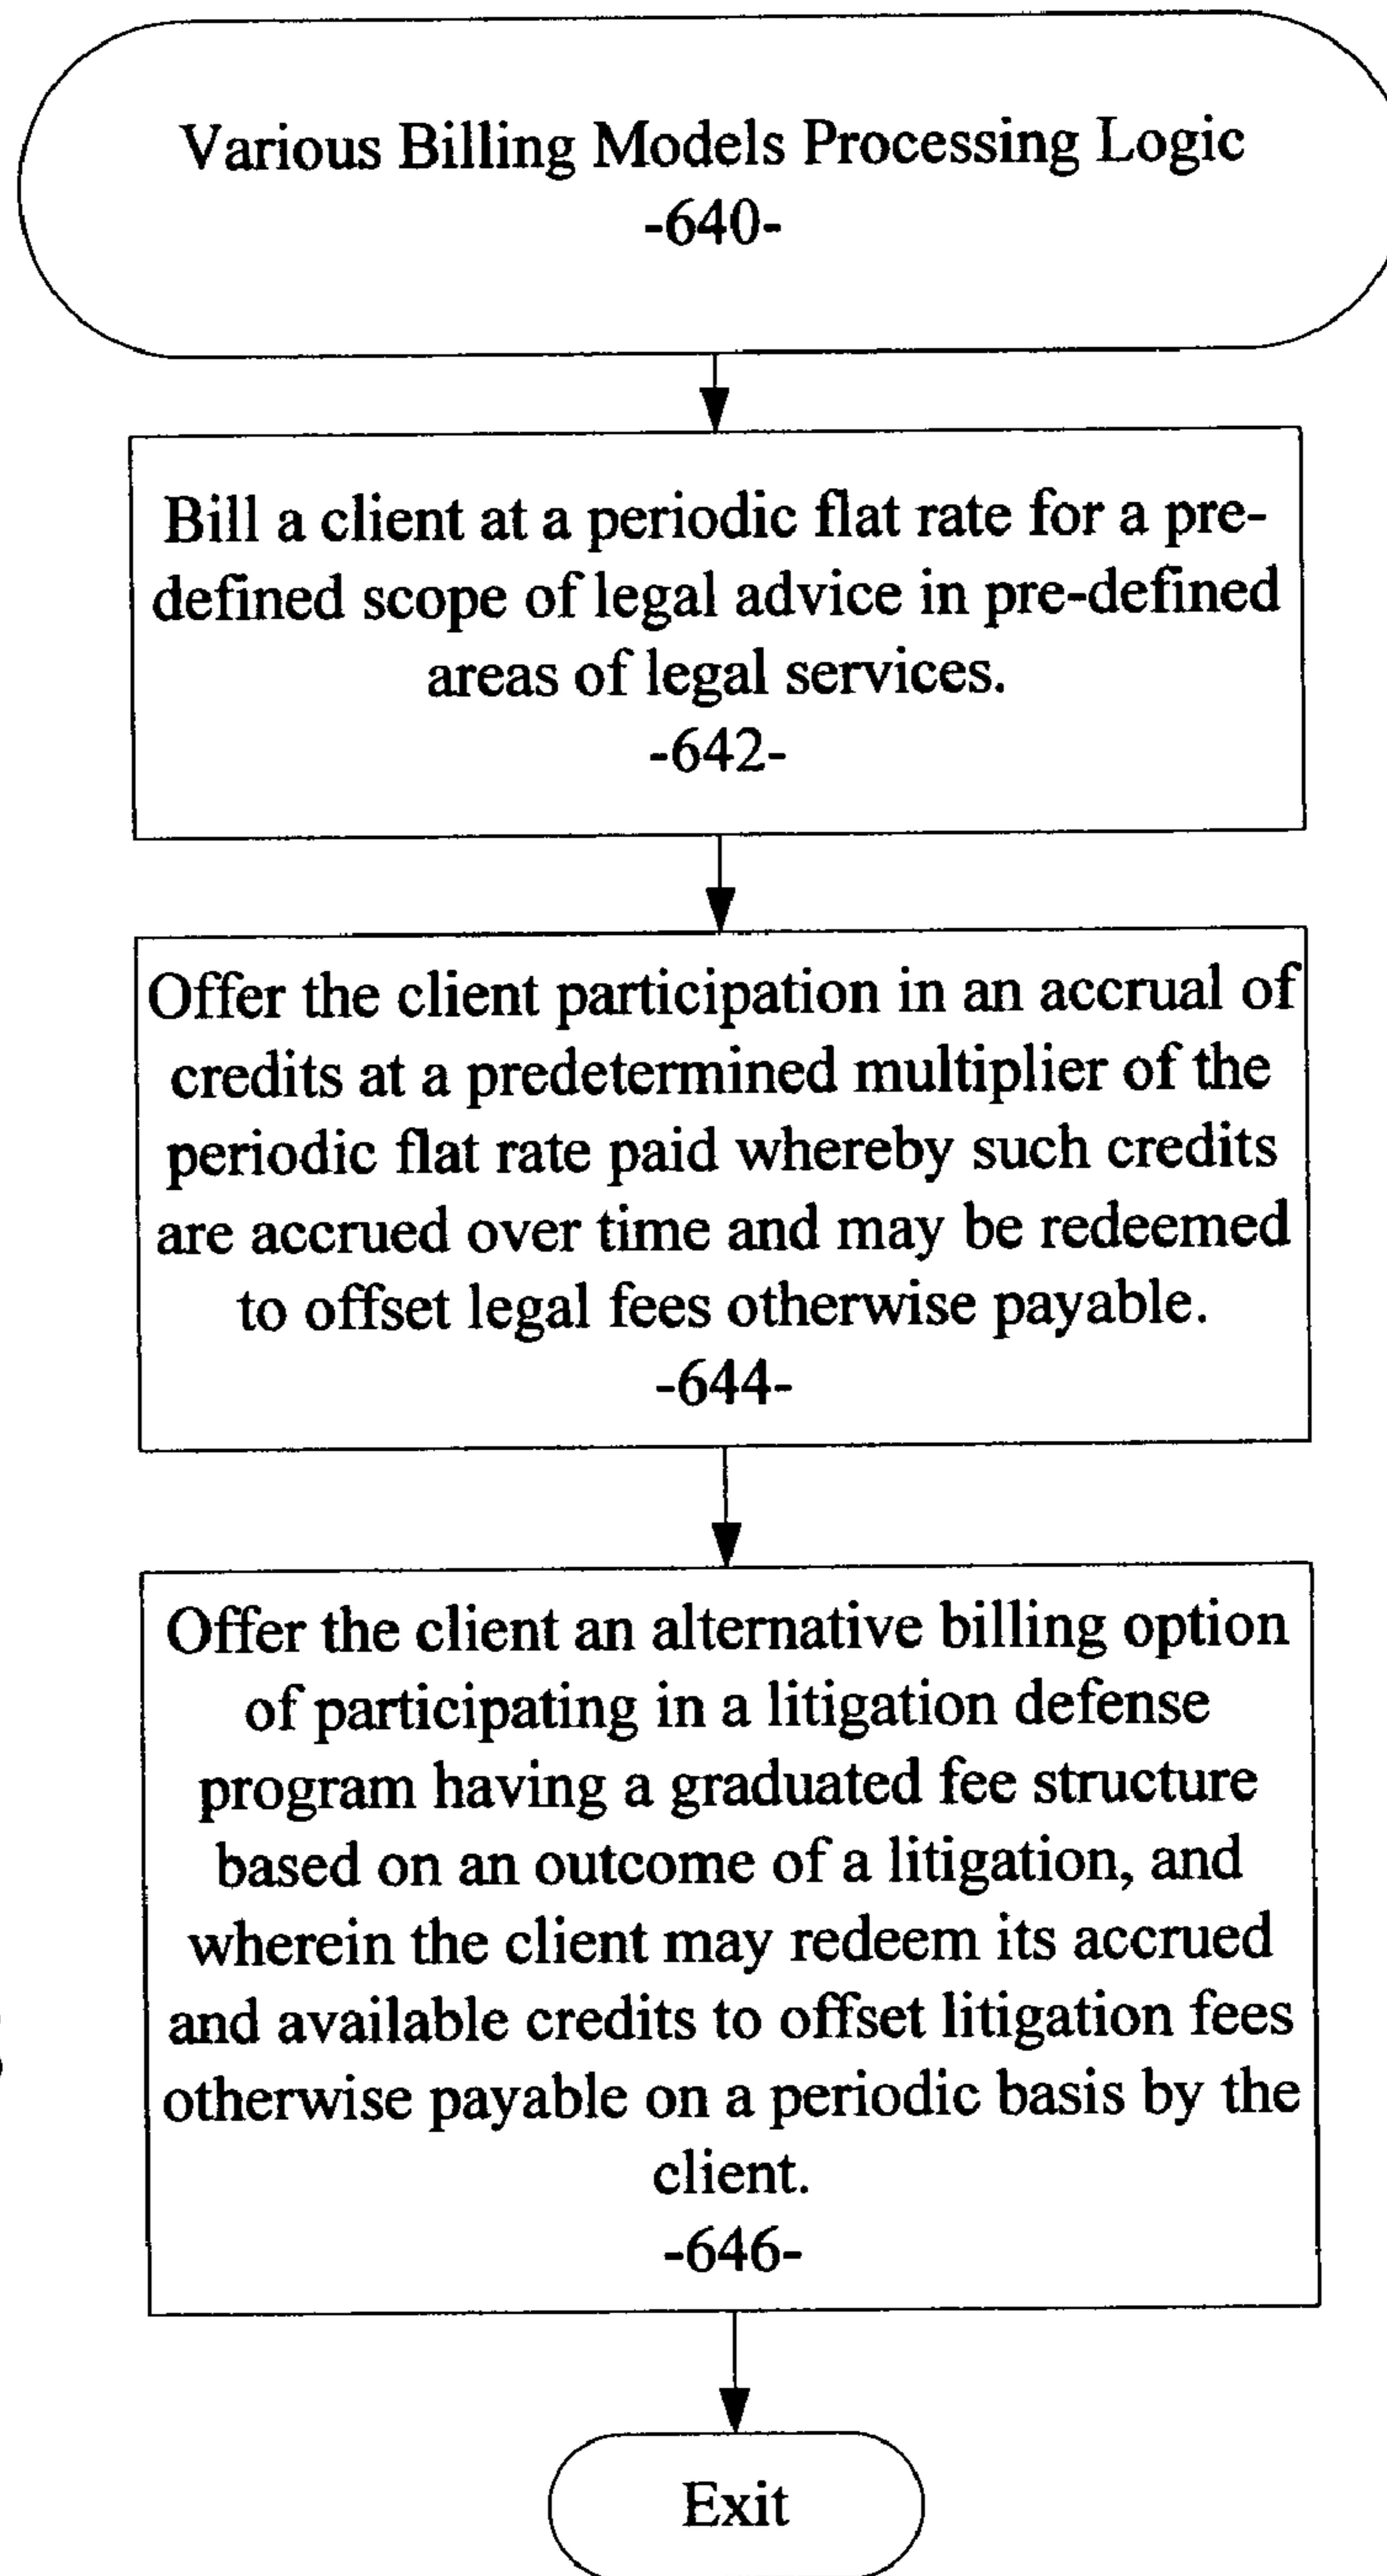 Various Billing Models Processing Logic
-640-
Bill a client at a periodic flat rate for a pre-
defined scope of legal advice in pre-defined
areas of legal services.
-642-
Offer the client participation in an accrual of
credits at a predetermined multiplier of the
periodic flat rate paid whereby such credits
are accrued over time and may be redeemed
to offset legal fees otherwise payable.
-644-
Offer the client an alternative billing option
of participating in a litigation defense
program having a graduated fee structure
based on an outcome of a litigation, and
wherein the client may redeem its accrued
and available credits to offset litigation fees
otherwise payable on a periodic basis by the
client.
-646-
Exit